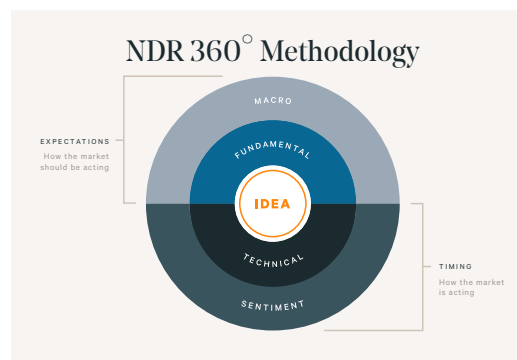 NDR 360° Methodology
MACRO
EXPECTATIONS
How the market
should be acting
FUNDAMENTAL
IDEA
TECHNICAL
TIMING
How the market
is acting
SENTIMENT